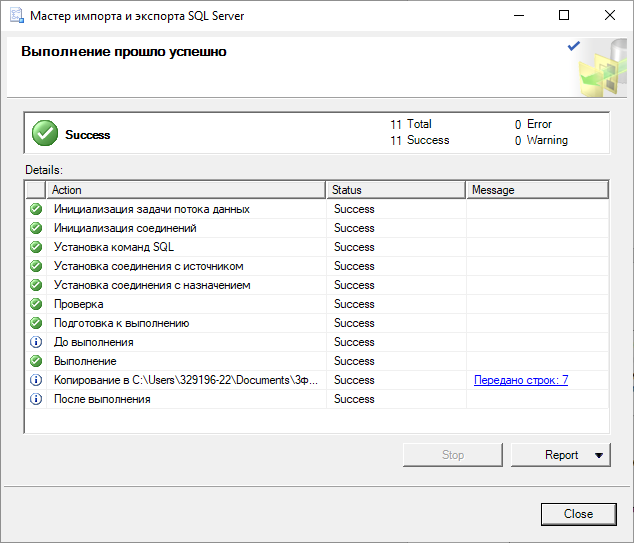 Мастер импорта и экспорта SQL Server
Выполнение прошло успешно
Success
11 Total 0 Error
11 Success 0 Warning
Details:
Action Status Message
Инициализация задачи потока данных Success
Инициализация соединений Success
Установка команд SQL Success
Установка соединения с источником Success
Установка соединения с назначением Success
Проверка Success
Подготовка к выполнению Success
До выполнения Success
Выполнение Success
Копирование в C:\Users\329196-22\Documents\Зф... Success Передано строк: 7
После выполнения Success
Stop Report
Close